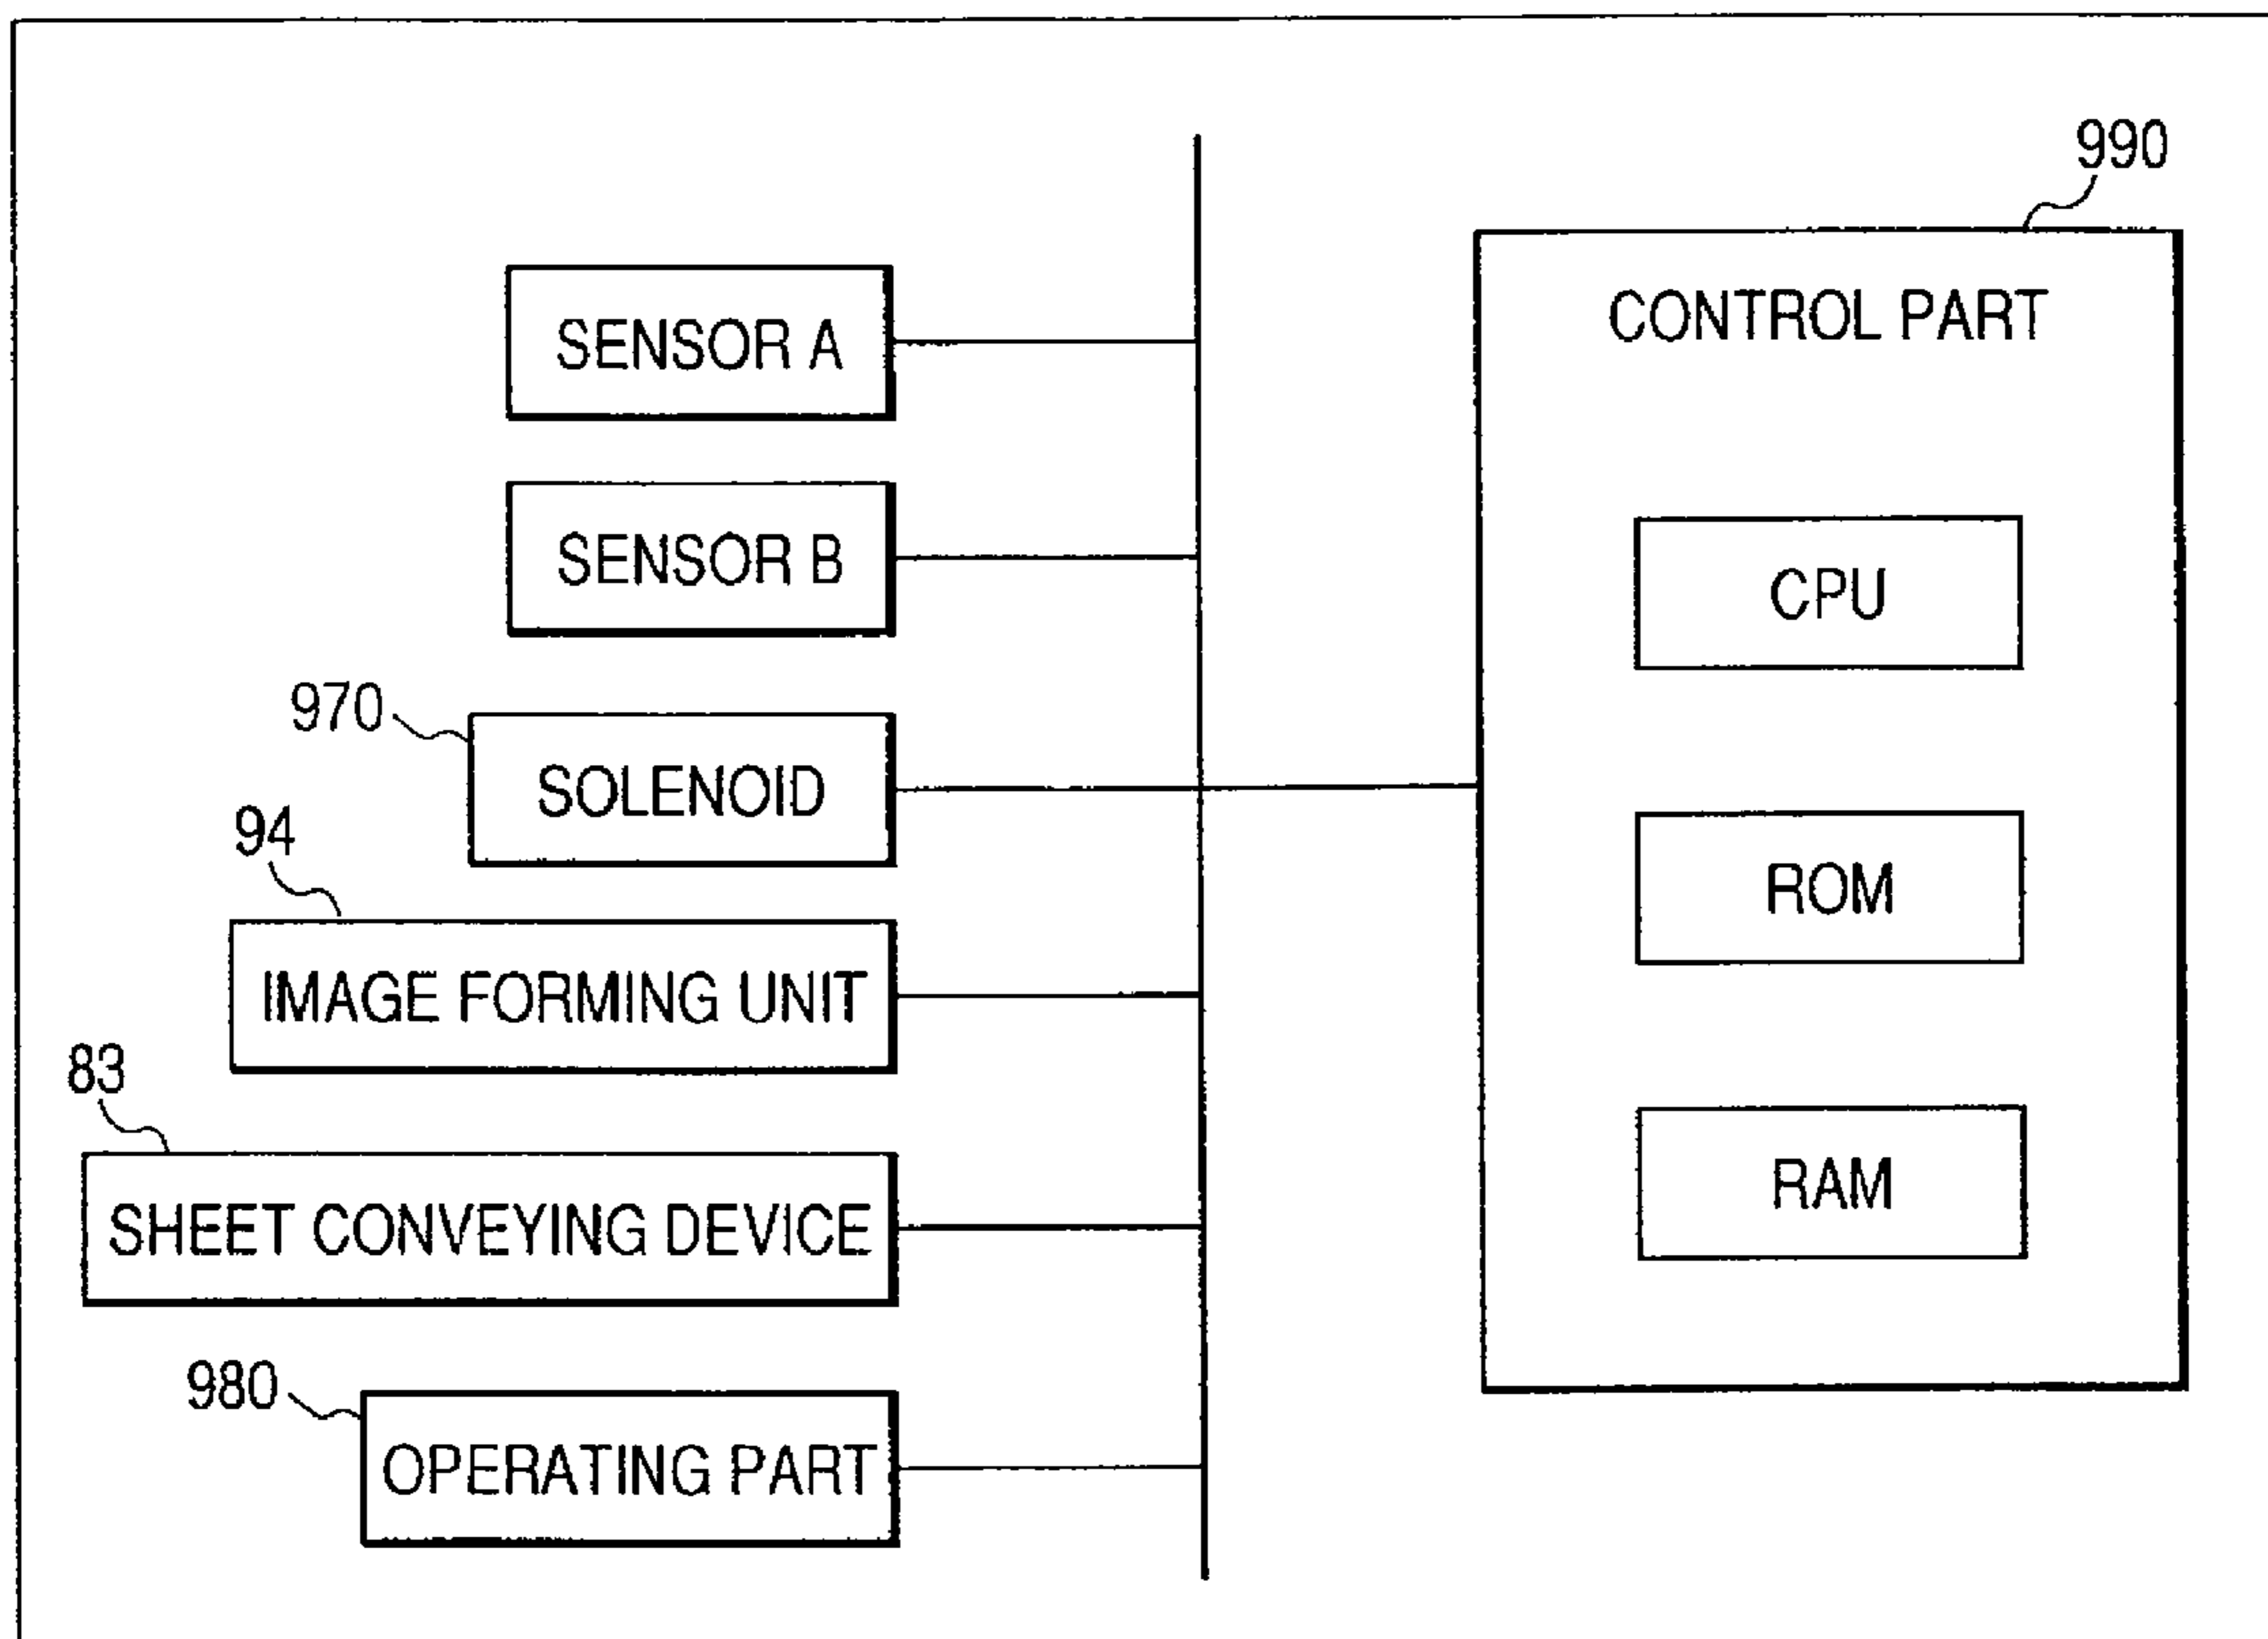 990
CONTROL PART
CPU
ROM
RAM
SENSOR A
SENSOR B
970
SOLENOID
94
IMAGE FORMING UNIT
83
SHEET CONVEYING DEVICE
980
OPERATING PART